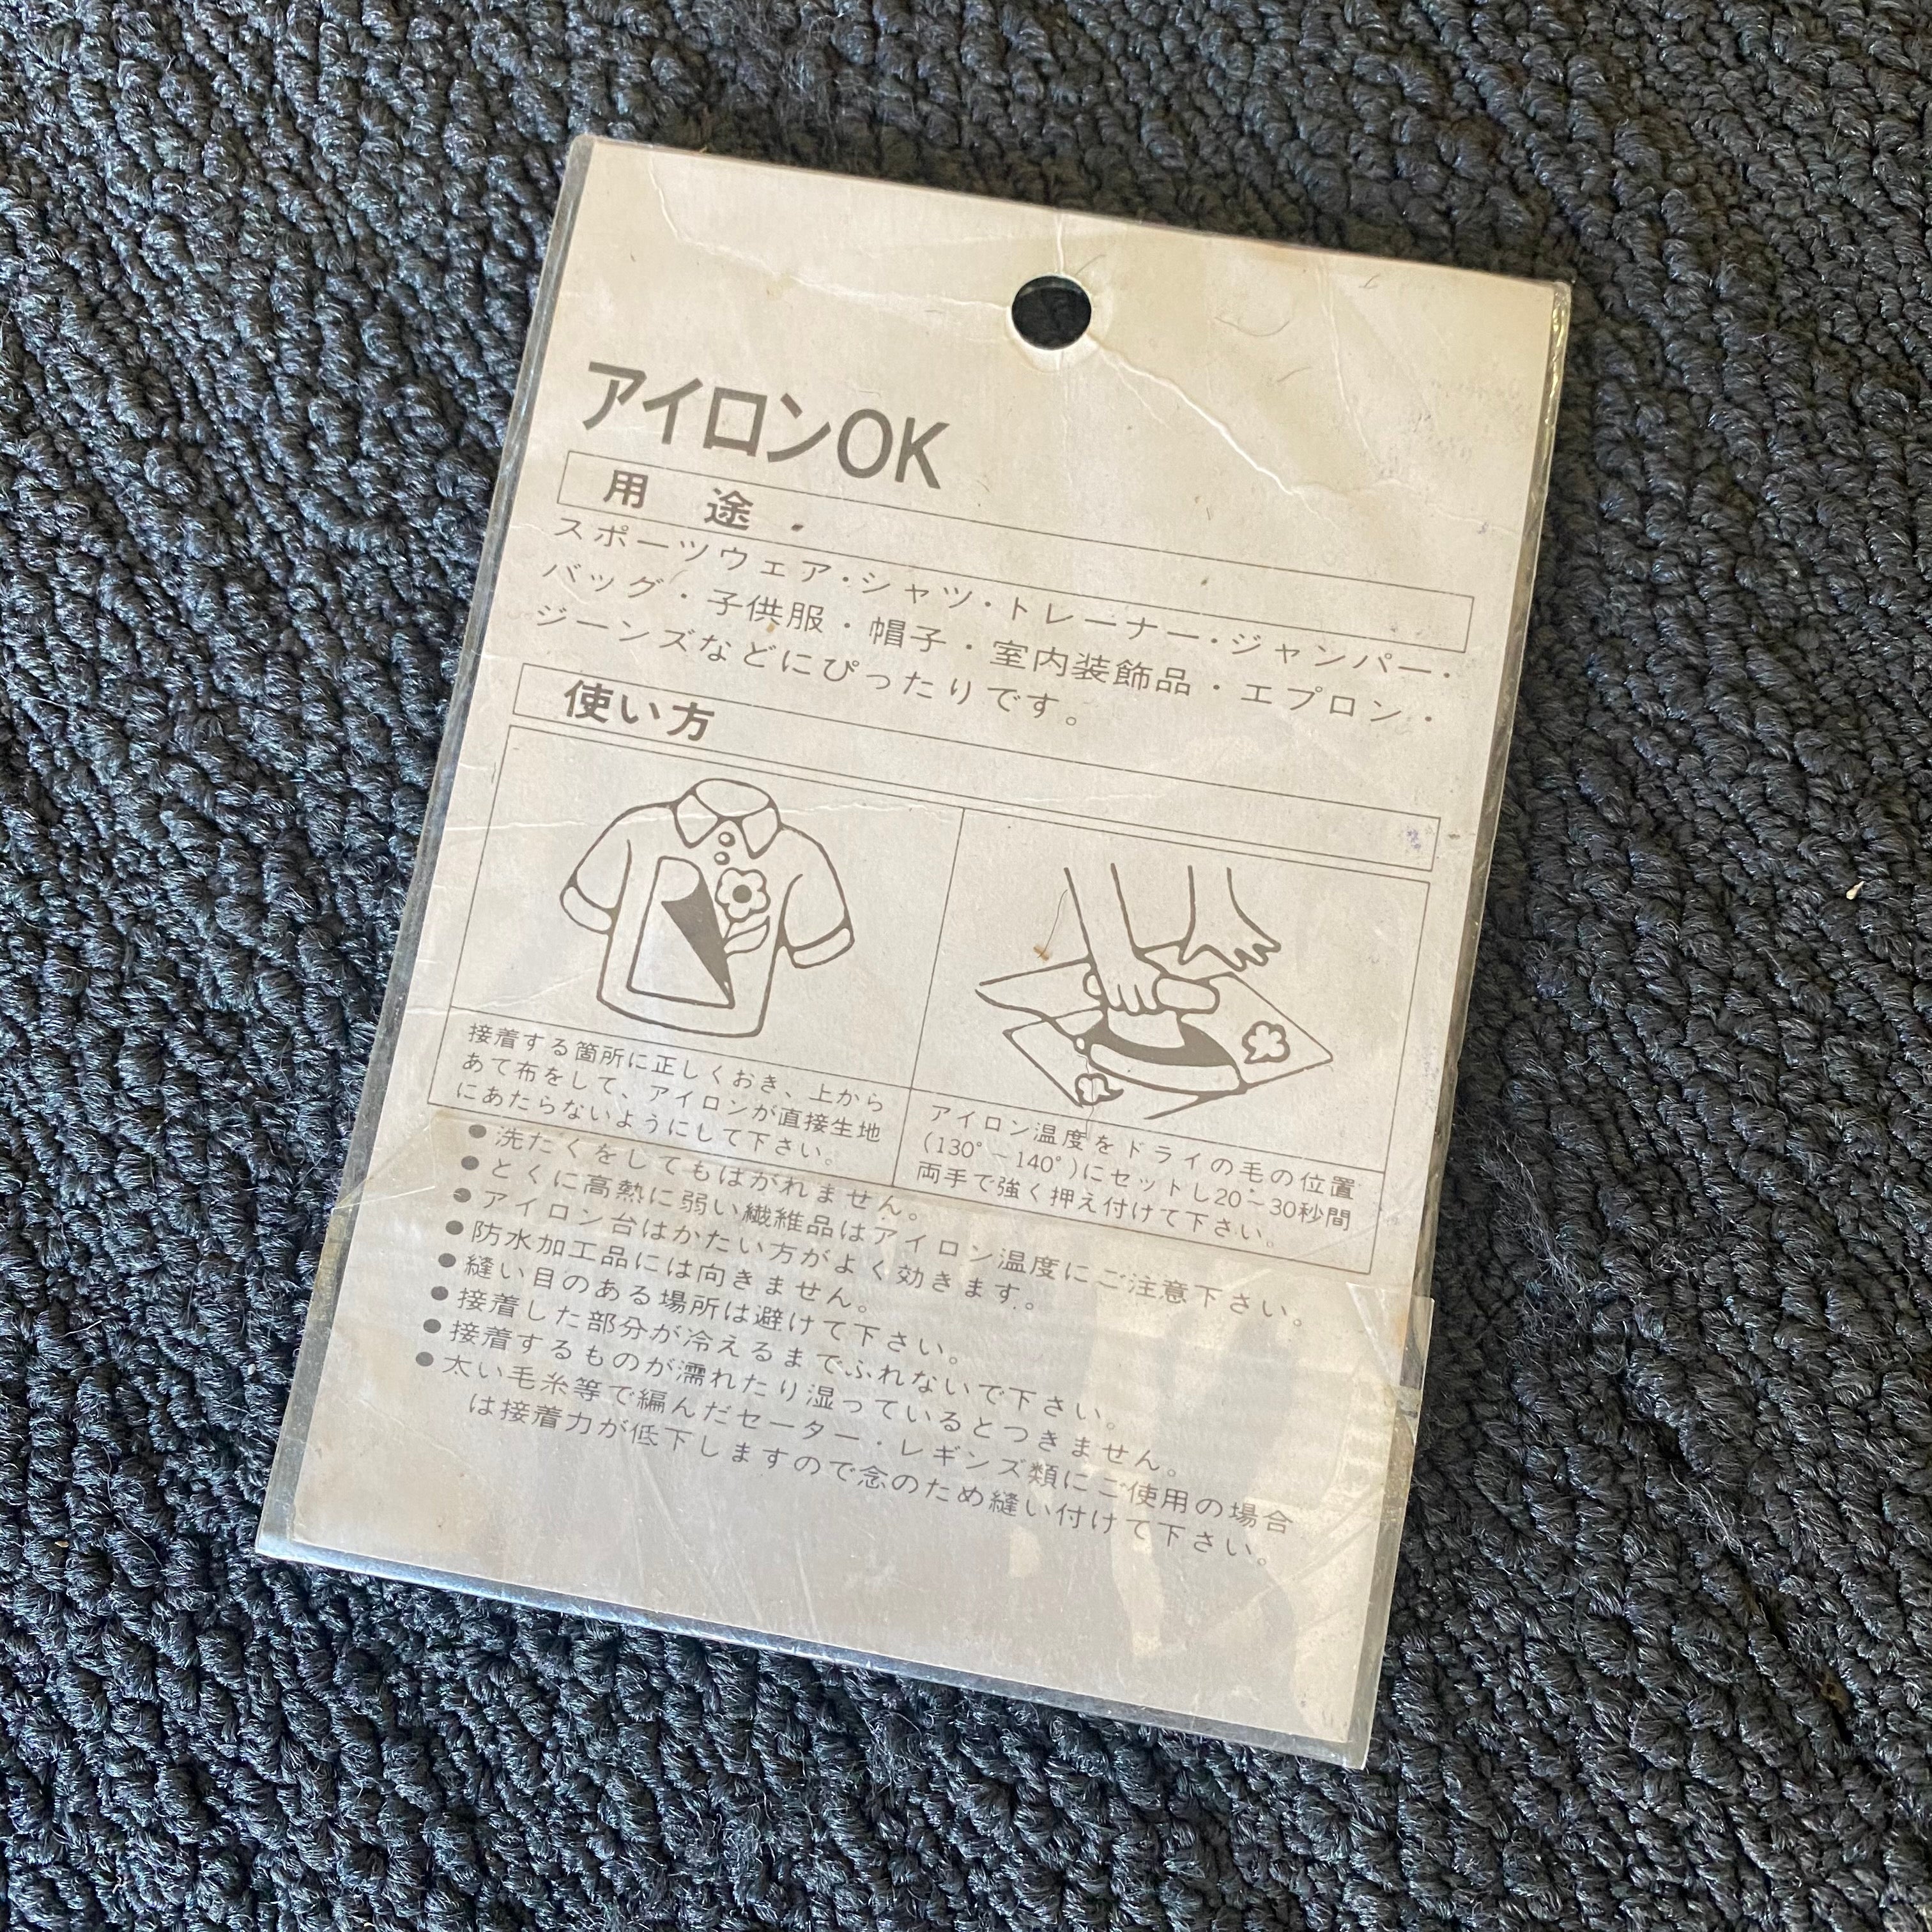 アイロンOK
用途
スポーツウェア・シャツ・トレーナー・ジャンパー・
バッグ・子供服・帽子・室内装飾品・エプロン・
ジーンズなどにぴったりです。
使い方
接着する箇所に正しくおき、上から
あて布をして、アイロンが直接生地
にあたらないようにして下さい。
アイロン温度をドライの毛の位置
(130°～140°)にセットし20～30秒間
両手で強く押え付けて下さい。
●洗たくをしてもはがれません。
●とくに高熱に弱い繊維品はアイロン温度にご注意下さい。
●アイロン台はかたい方がよく効きます。
●防水加工品には向きません。
●縫い目のある場所は避けて下さい。
●接着した部分が冷えるまでふれないで下さい。
●接着するものが濡れたり湿っているとつきません。
●太い毛糸等で編んだセーター・レギンズ類にご使用の場合
は接着力が低下しますので念のため縫い付けて下さい。